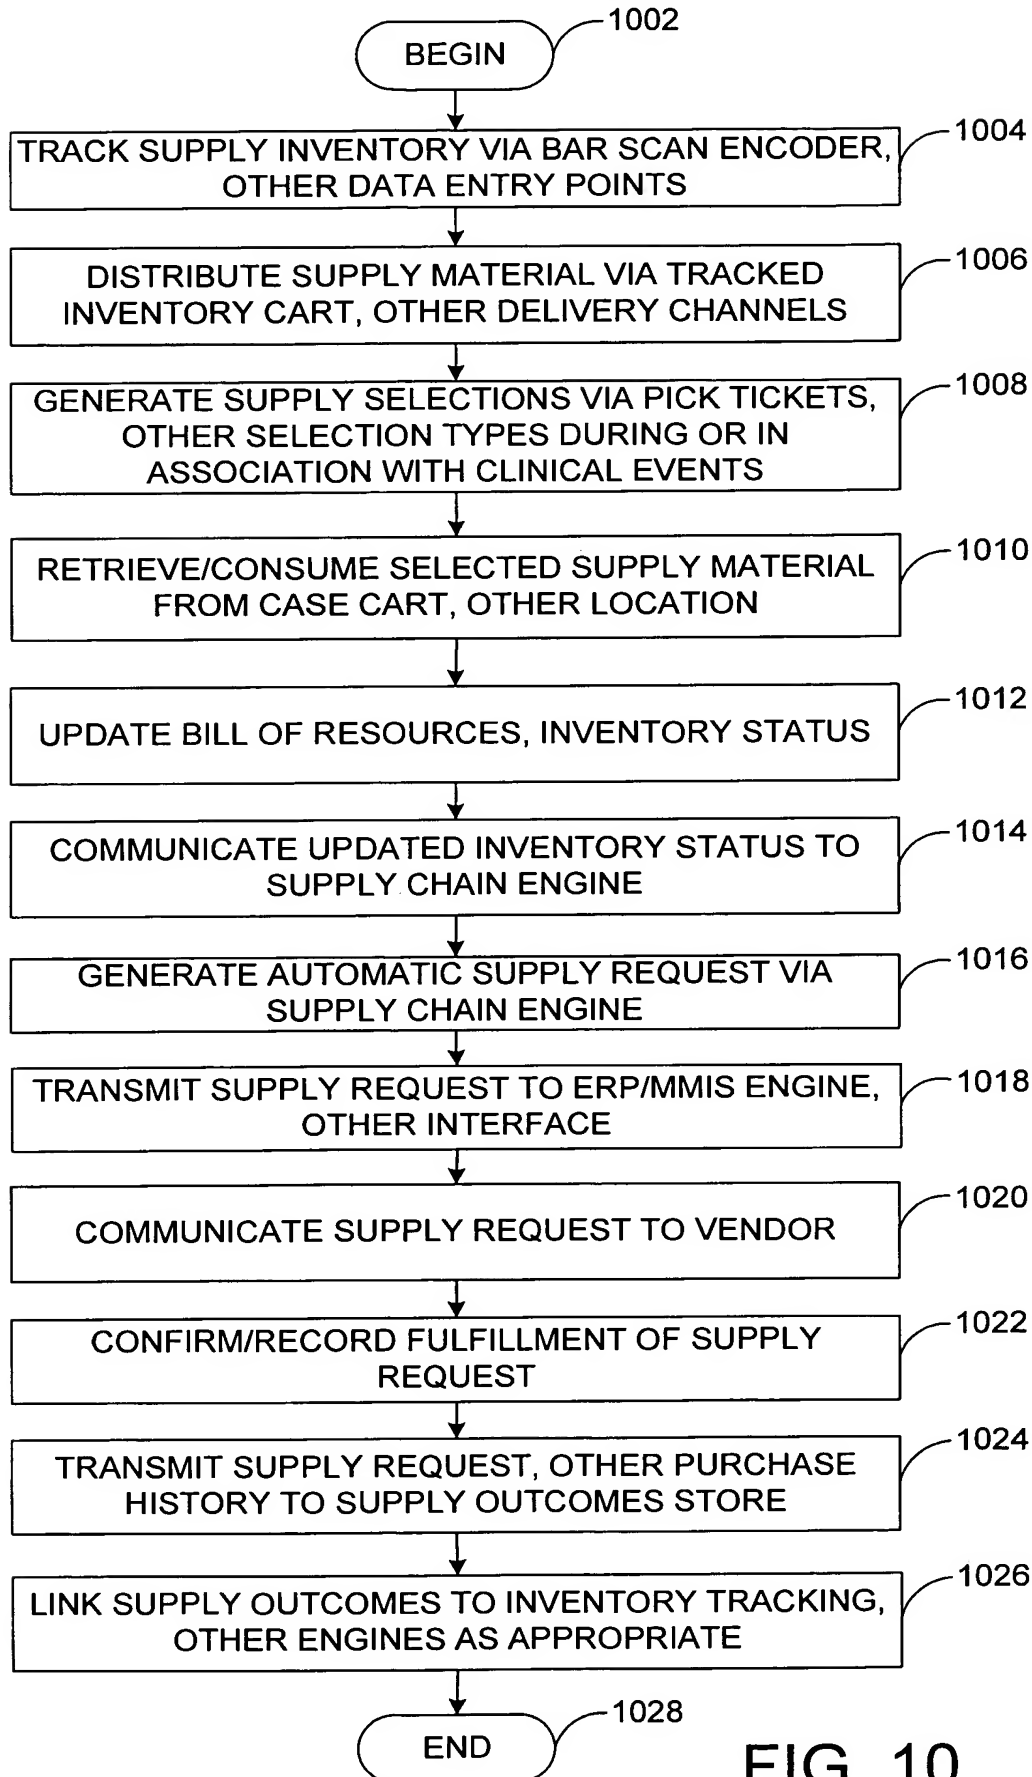 1002
BEGIN
1004
TRACK SUPPLY INVENTORY VIA BAR SCAN ENCODER,
OTHER DATA ENTRY POINTS
1006
DISTRIBUTE SUPPLY MATERIAL VIA TRACKED
INVENTORY CART, OTHER DELIVERY CHANNELS
1008
GENERATE SUPPLY SELECTIONS VIA PICK TICKETS,
OTHER SELECTION TYPES DURING OR IN
ASSOCIATION WITH CLINICAL EVENTS
1010
RETRIEVE/CONSUME SELECTED SUPPLY MATERIAL
FROM CASE CART, OTHER LOCATION
1012
UPDATE BILL OF RESOURCES, INVENTORY STATUS
1014
COMMUNICATE UPDATED INVENTORY STATUS TO
SUPPLY CHAIN ENGINE
1016
GENERATE AUTOMATIC SUPPLY REQUEST VIA
SUPPLY CHAIN ENGINE
1018
TRANSMIT SUPPLY REQUEST TO ERP/MMIS ENGINE,
OTHER INTERFACE
1020
COMMUNICATE SUPPLY REQUEST TO VENDOR
1022
CONFIRM/RECORD FULFILLMENT OF SUPPLY
REQUEST
1024
TRANSMIT SUPPLY REQUEST, OTHER PURCHASE
HISTORY TO SUPPLY OUTCOMES STORE
1026
LINK SUPPLY OUTCOMES TO INVENTORY TRACKING,
OTHER ENGINES AS APPROPRIATE
1028
END
FIG. 10